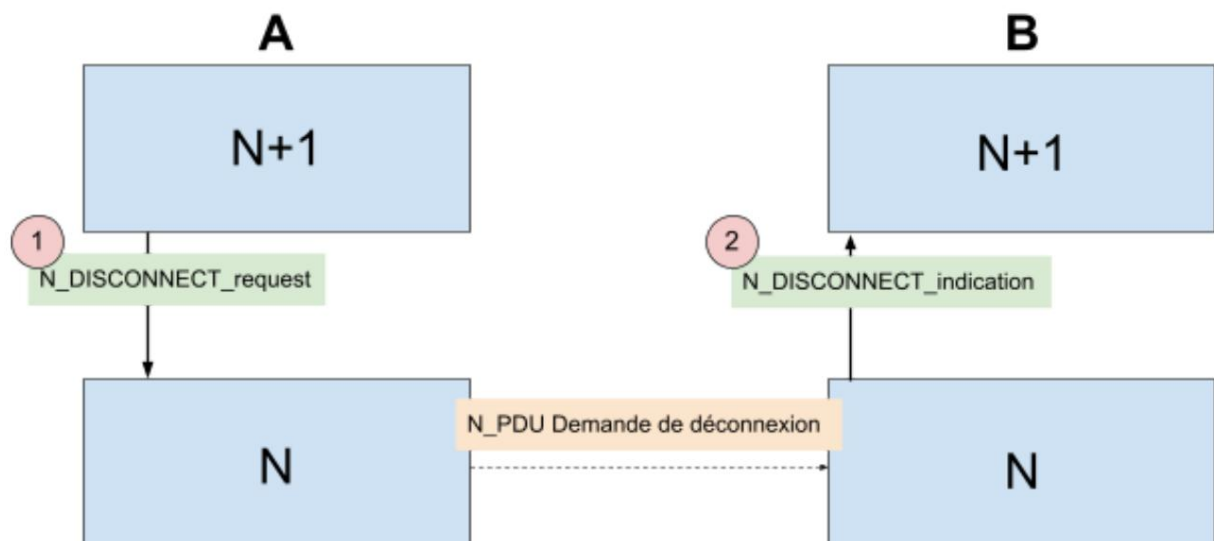 A
B
N+1
N+1
1
N_DISCONNECT_request
2
N_DISCONNECT_indication
N_PDU Demande de déconnexion
N
N